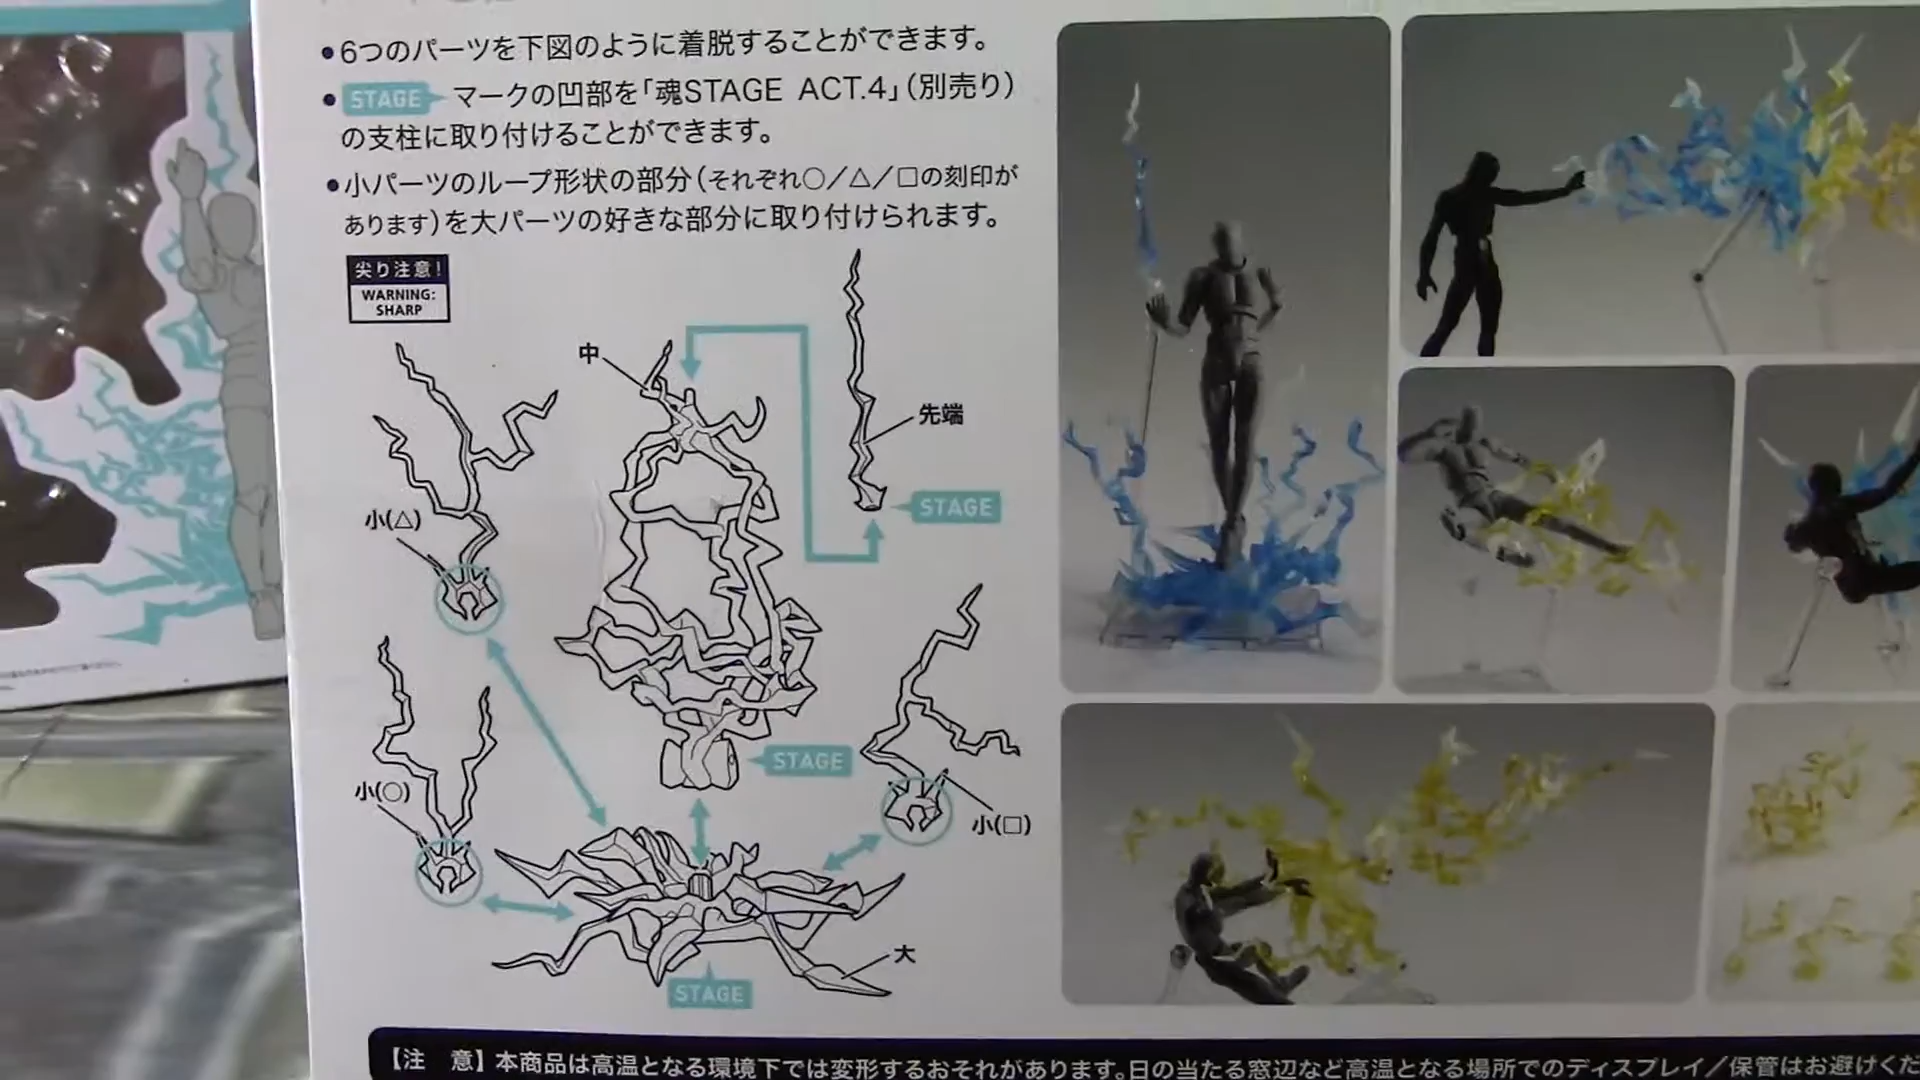 ●6つのパーツを下図のように着脱することができます。
●STAGE マークの凹部を「魂STAGE ACT.4」（別売り）
の支柱に取り付けることができます。
●小パーツのループ形状の部分（それぞれ○／△／□の刻印が
あります）を大パーツの好きな部分に取り付けられます。
尖り注意！
WARNING:
SHARP
中
先端
STAGE
小(△)
STAGE
小(○)
小(□)
大
STAGE
【注　意】本商品は高温となる環境下では変形するおそれがあります。日の当たる窓辺など高温となる場所でのディスプレイ／保管はお避けくだ